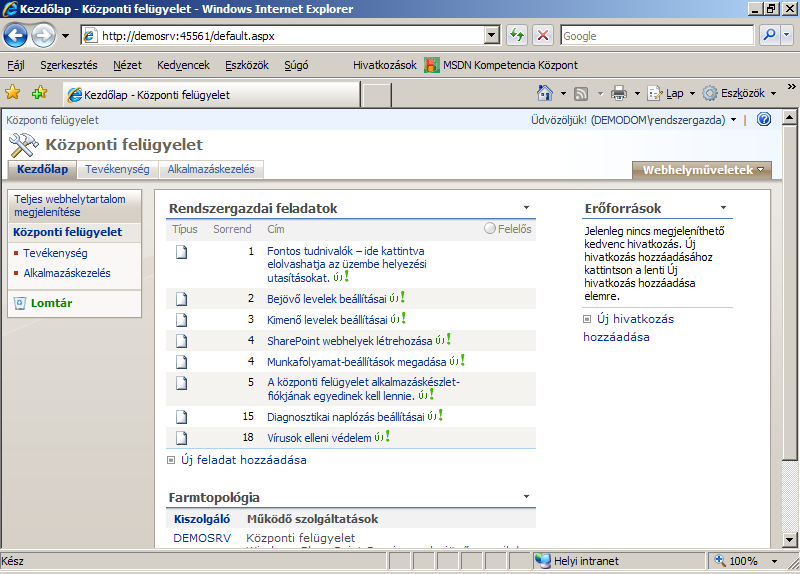 Kezdőlap - Központi felügyelet - Windows Internet Explorer
http://demosrv:45561/default.aspx
Google
Fájl Szerkesztés Nézet Kedvencek Eszközök Súgó Hivatkozások MSDN Kompetencia Központ
Kezdőlap - Központi felügyelet
Lap Eszközök »
Központi felügyelet
Üdvözöljük! (DEMODOM\rendszergazda)
Központi felügyelet
Kezdőlap Tevékenység Alkalmazáskezelés
Webhelyműveletek
Teljes webhelytartalom
megjelenítése
Központi felügyelet
Tevékenység
Alkalmazáskezelés
Lomtár
Rendszergazdai feladatok
Típus Sorrend Cím Felelős
1 Fontos tudnivalók – ide kattintva
elolvashatja az üzembe helyezési
utasításokat. ÚJ!
2 Bejövő levelek beállításai ÚJ!
3 Kimenő levelek beállításai ÚJ!
4 SharePoint webhelyek létrehozása ÚJ!
4 Munkafolyamat-beállítások megadása ÚJ!
5 A központi felügyelet alkalmazáskészlet-
fiókjának egyedinek kell lennie. ÚJ!
15 Diagnosztikai naplózás beállításai ÚJ!
18 Vírusok elleni védelem ÚJ!
Új feladat hozzáadása
Farmtopológia
Kiszolgáló Működő szolgáltatások
DEMOSRV Központi felügyelet
Erőforrások
Jelenleg nincs megjeleníthető
kedvenc hivatkozás. Új
hivatkozás hozzáadásához
kattintson a lenti Új
hivatkozás hozzáadása
elemre.
Új hivatkozás
hozzáadása
Kész
Helyi intranet
100%